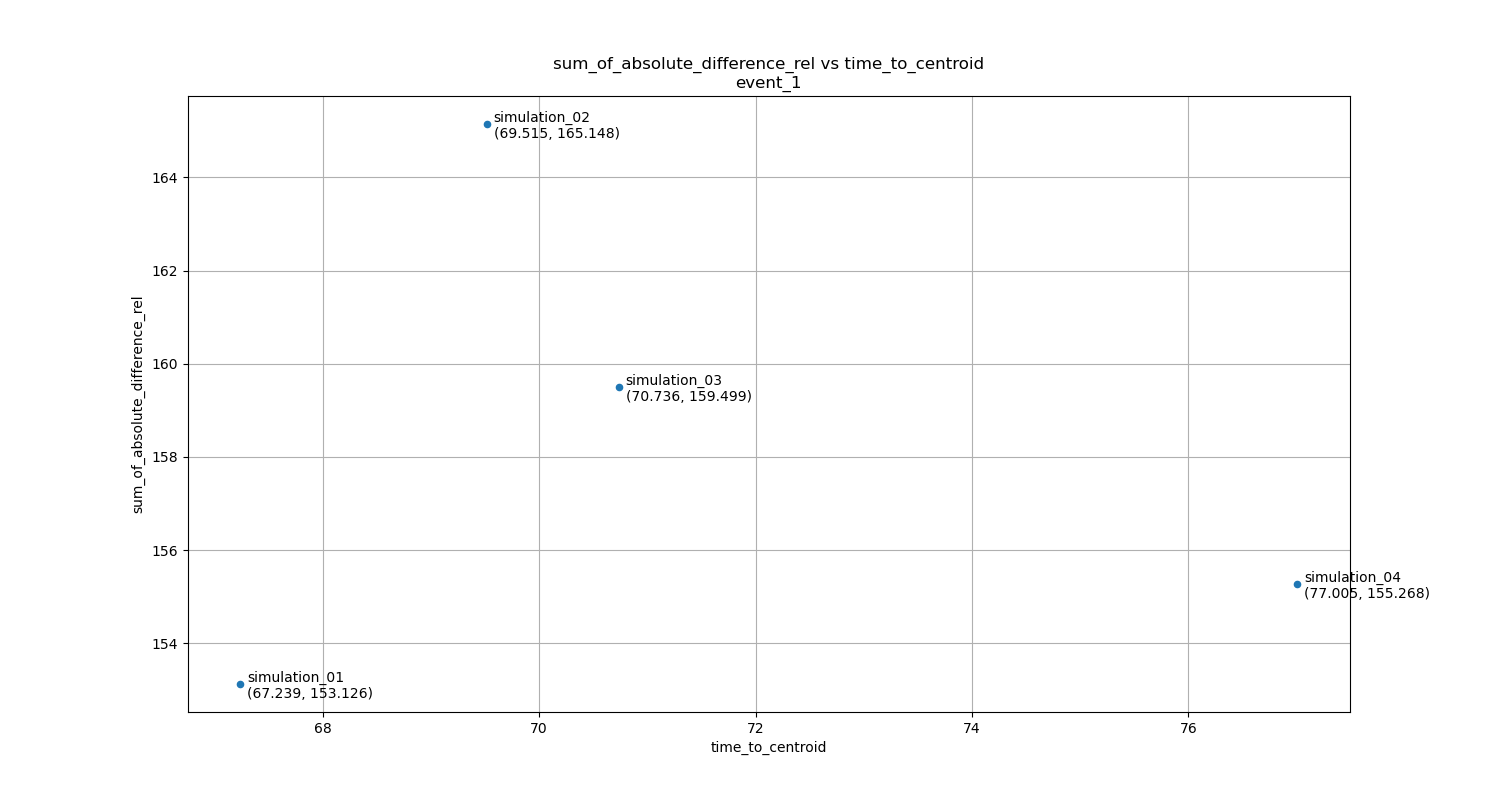 sum_of_absolute_difference_rel vs time_to_centroid
event_1
simulation_02
(69.515, 165.148)
164
162
sum_of_absolute_difference_rel
160
simulation_03
(70.736, 159.499)
158
156
simulation_04
(77.005, 155.268)
154
simulation_01
(67.239, 153.126)
68
70
72
74
76
time_to_centroid